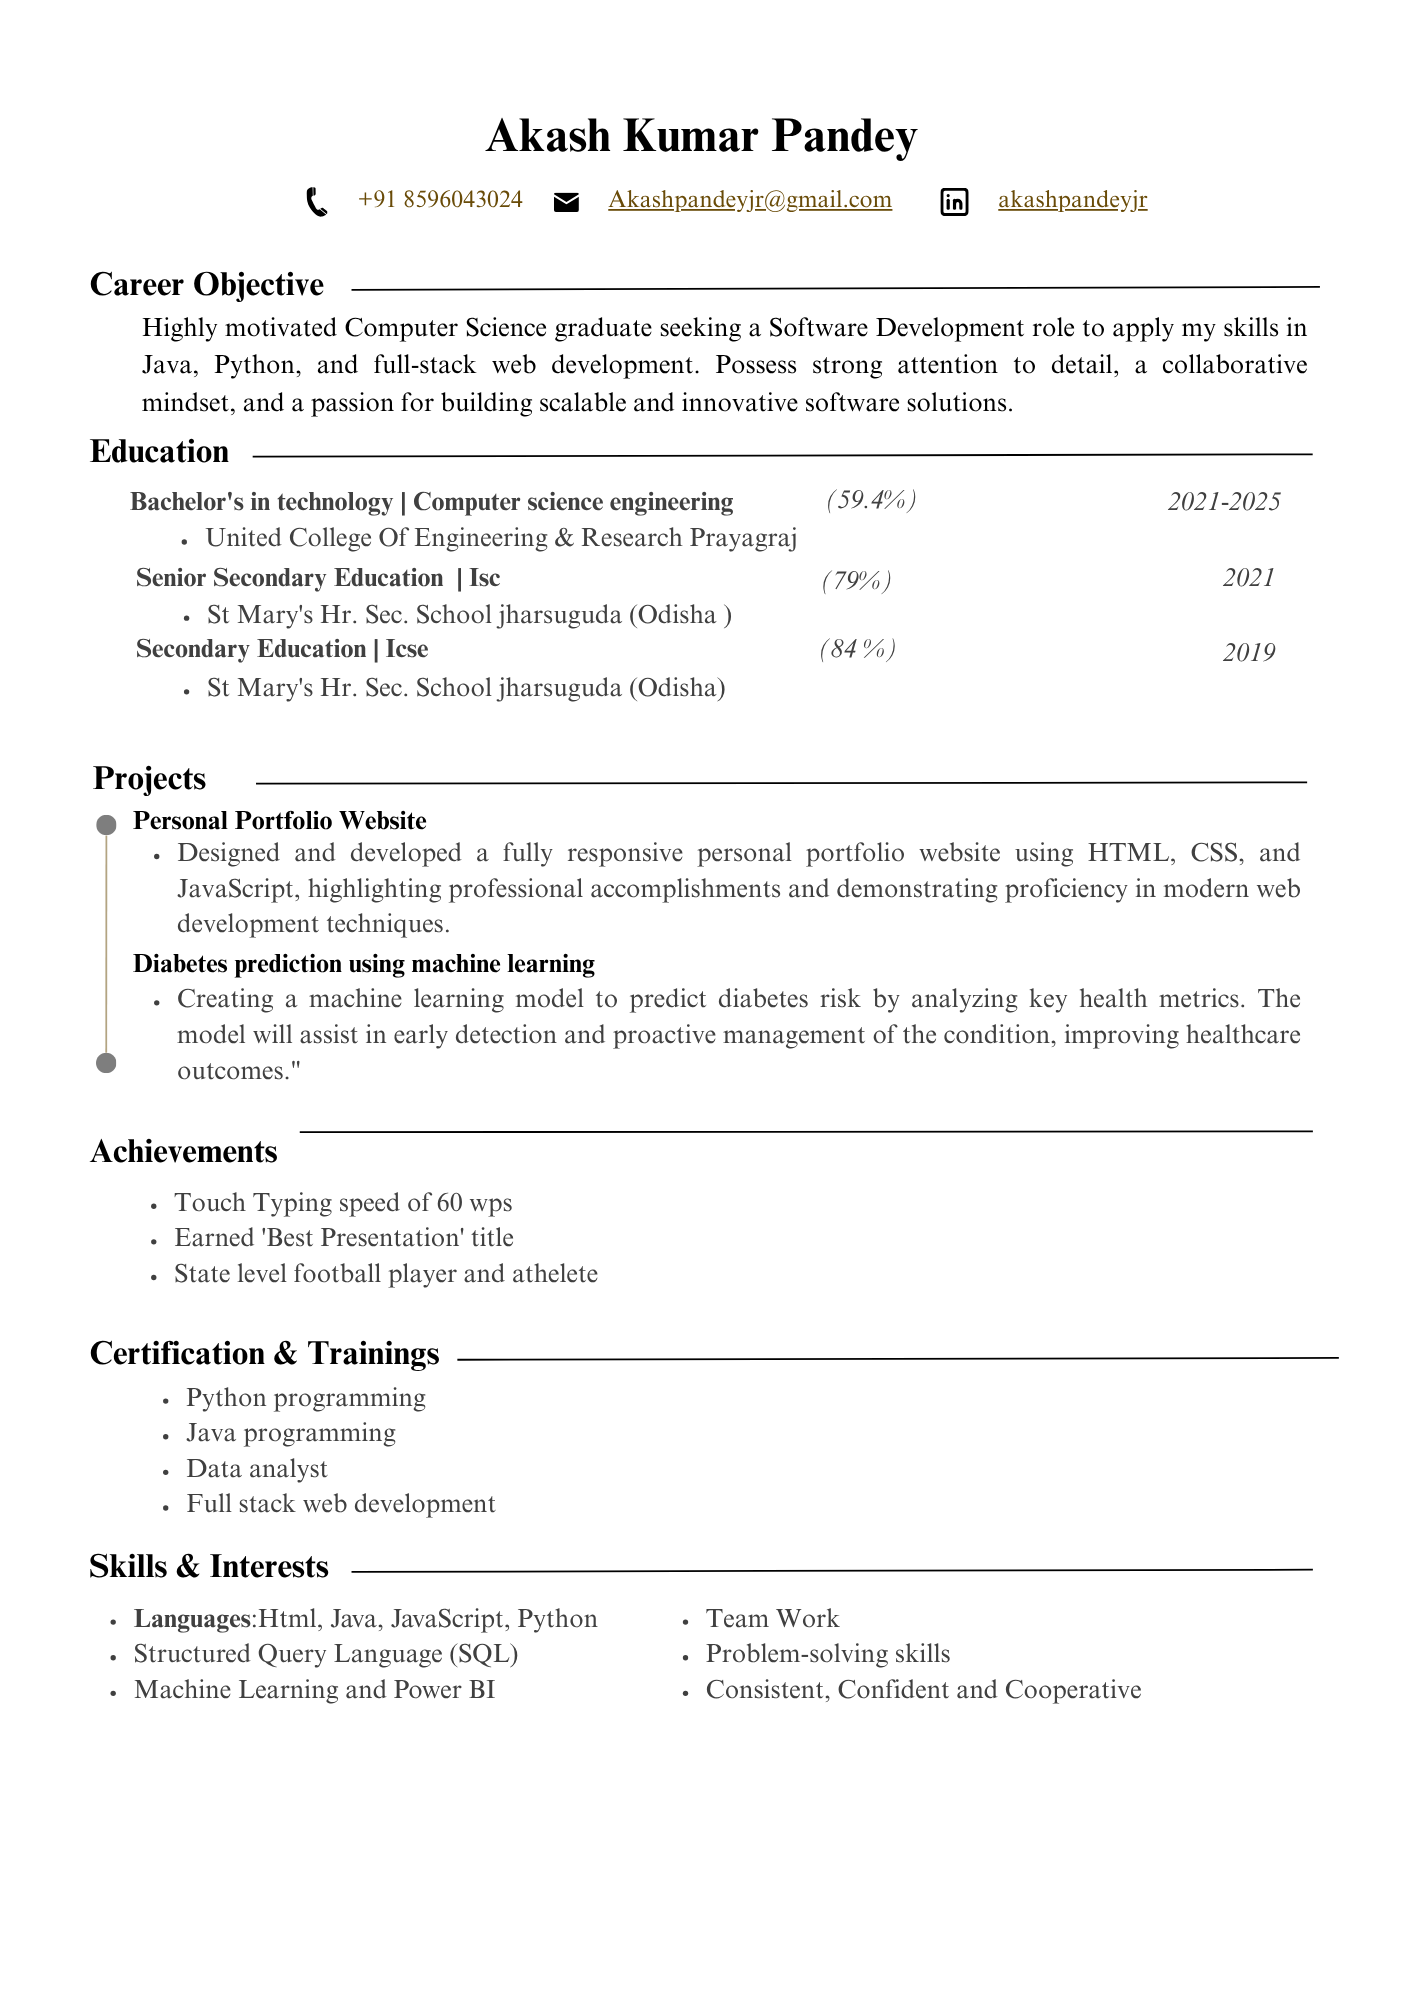 Akash Kumar Pandey
+91 8596043024 Akashpandeyjr@gmail.com akashpandeyjr
Career Objective
Highly motivated Computer Science graduate seeking a Software Development role to apply my skills in
Java, Python, and full-stack web development. Possess strong attention to detail, a collaborative
mindset, and a passion for building scalable and innovative software solutions.
Education
Bachelor's in technology | Computer science engineering (59.4%) 2021-2025
• United College Of Engineering & Research Prayagraj
Senior Secondary Education | Isc (79%) 2021
• St Mary's Hr. Sec. School jharsuguda (Odisha )
Secondary Education | Icse (84 %) 2019
• St Mary's Hr. Sec. School jharsuguda (Odisha)
Projects
Personal Portfolio Website
• Designed and developed a fully responsive personal portfolio website using HTML, CSS, and
JavaScript, highlighting professional accomplishments and demonstrating proficiency in modern web
development techniques.
Diabetes prediction using machine learning
• Creating a machine learning model to predict diabetes risk by analyzing key health metrics. The
model will assist in early detection and proactive management of the condition, improving healthcare
outcomes."
Achievements
• Touch Typing speed of 60 wps
• Earned 'Best Presentation' title
• State level football player and athelete
Certification & Trainings
• Python programming
• Java programming
• Data analyst
• Full stack web development
Skills & Interests
• Languages:Html, Java, JavaScript, Python
• Structured Query Language (SQL)
• Machine Learning and Power BI
• Team Work
• Problem-solving skills
• Consistent, Confident and Cooperative